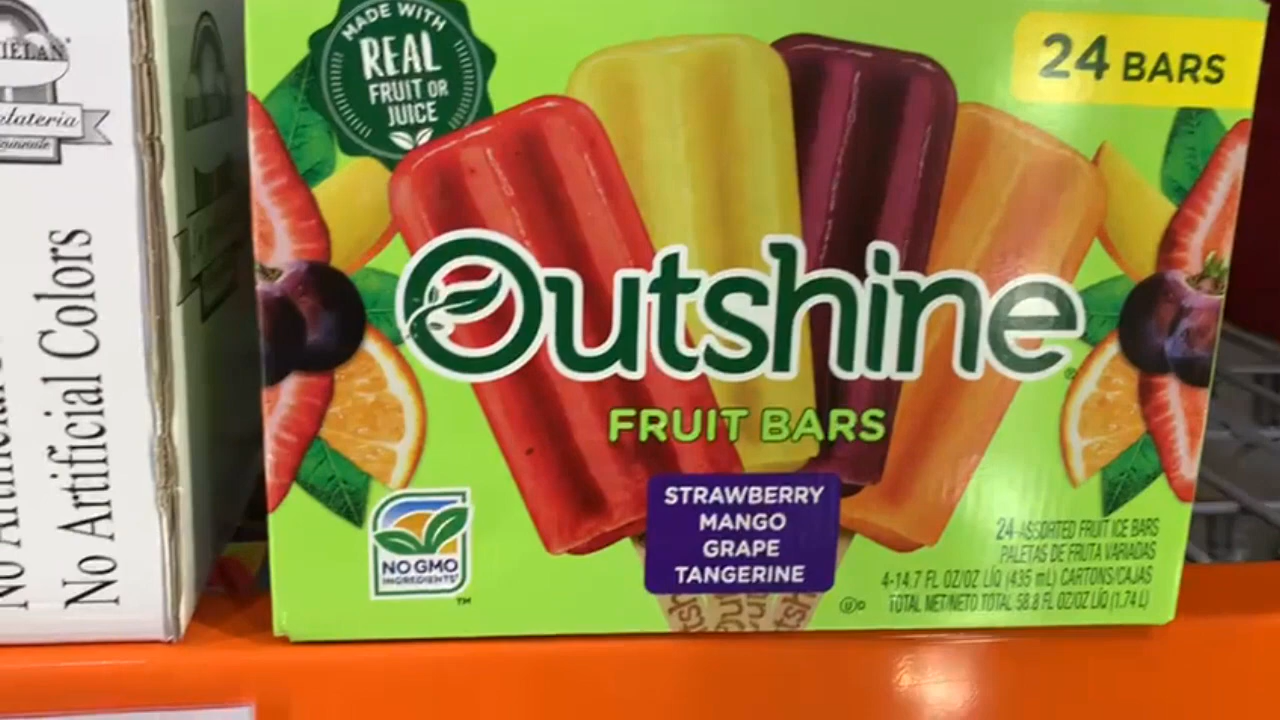 No Artificial Colors
MADE WITH
REAL
FRUIT OR
JUICE
24 BARS
Outshine
FRUIT BARS
STRAWBERRY
MANGO
GRAPE
TANGERINE
NO GMO
INGREDIENTS
TM
24-ASSORTED FRUIT ICE BARS
PALETAS DE FRUTA VARIADAS
4-14.7 FL OZ/OZ LÍQ (435 mL) CARTONS/CAJAS
TOTAL NET/NETO TOTAL 58.8 FL OZ/OZ LÍQ (1.74 L)